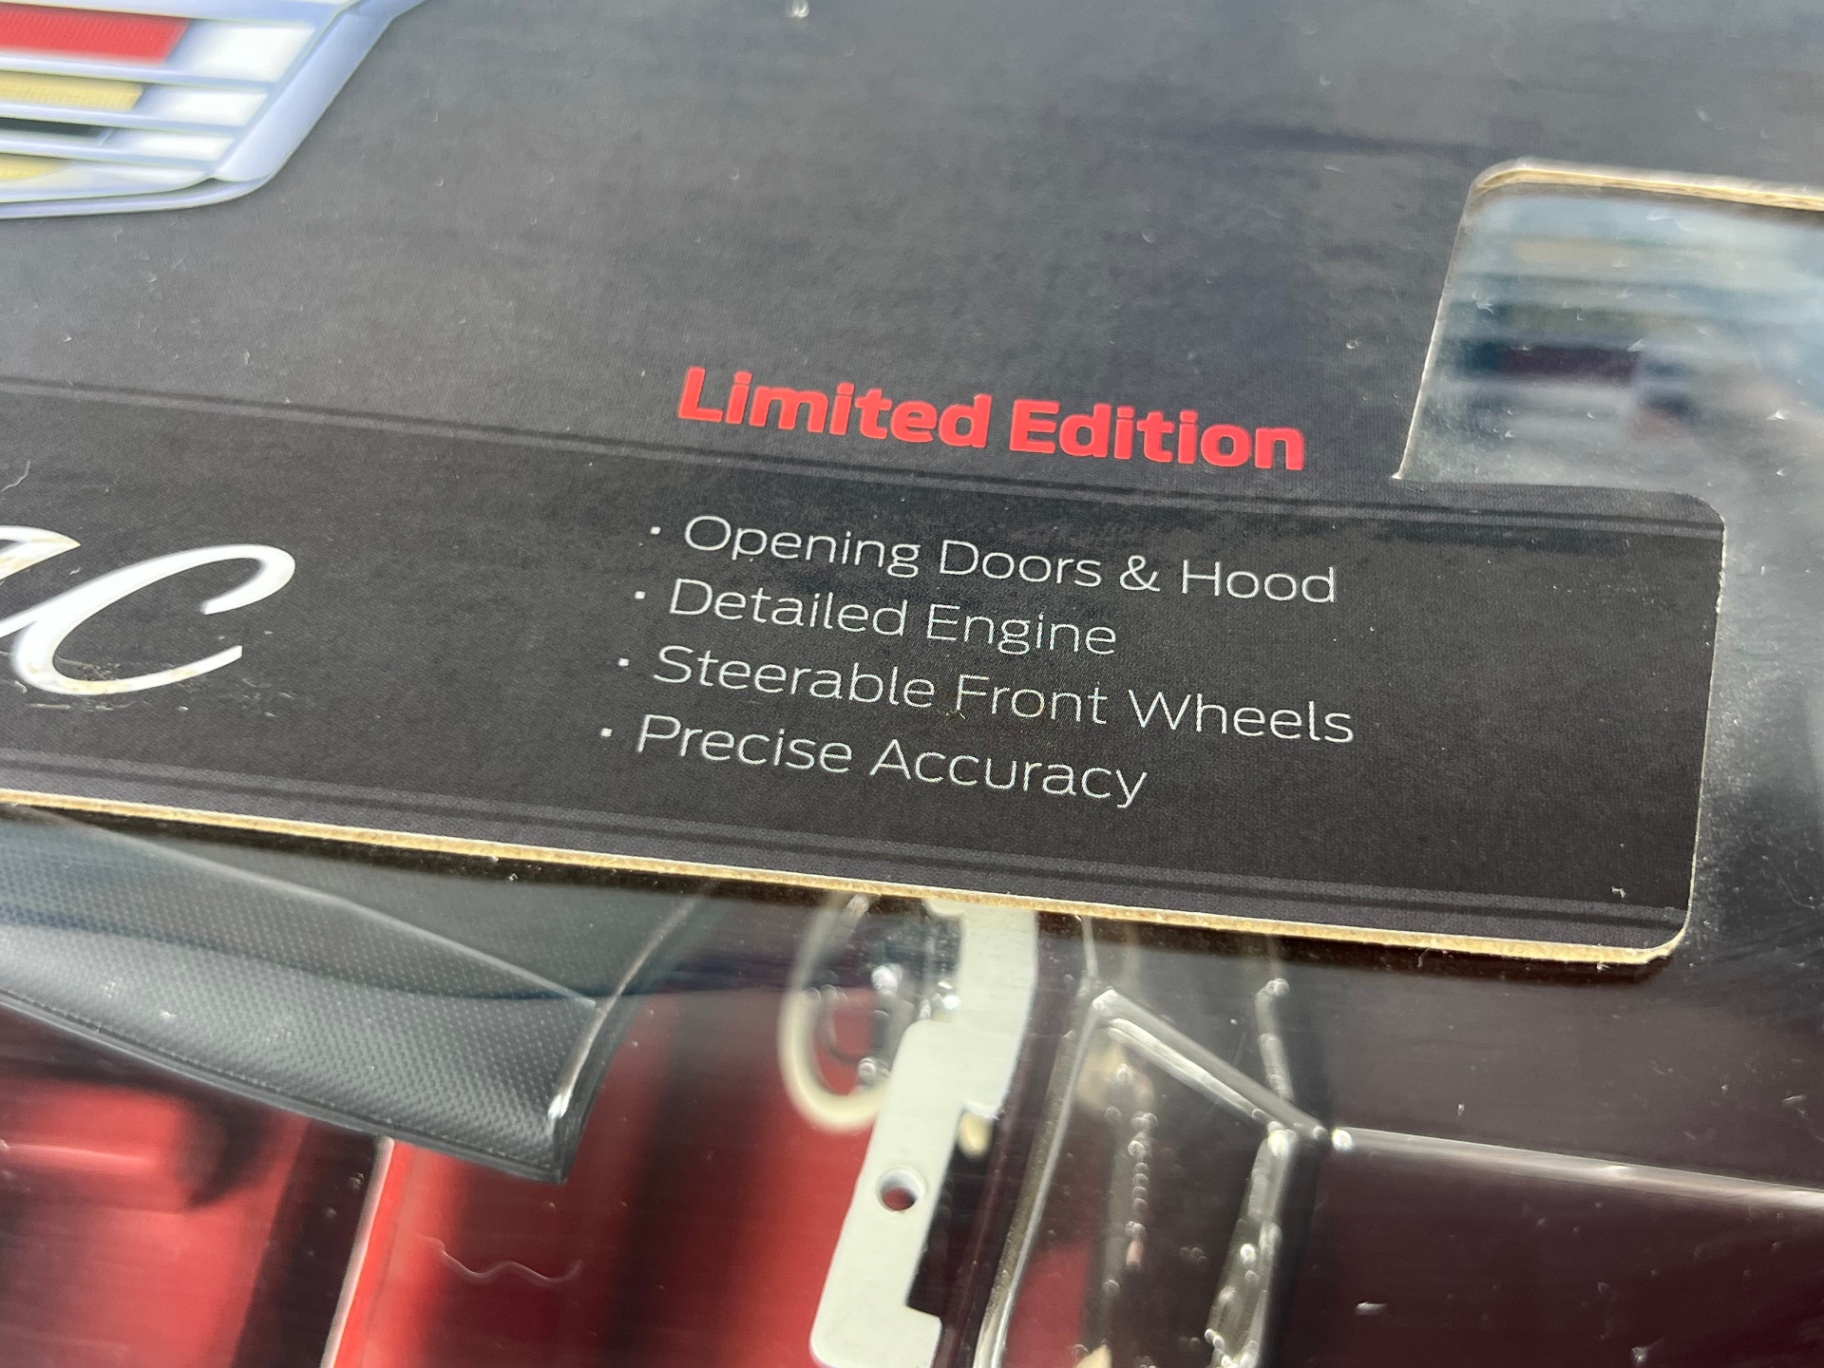 Limited Edition
· Opening Doors & Hood
· Detailed Engine
· Steerable Front Wheels
· Precise Accuracy